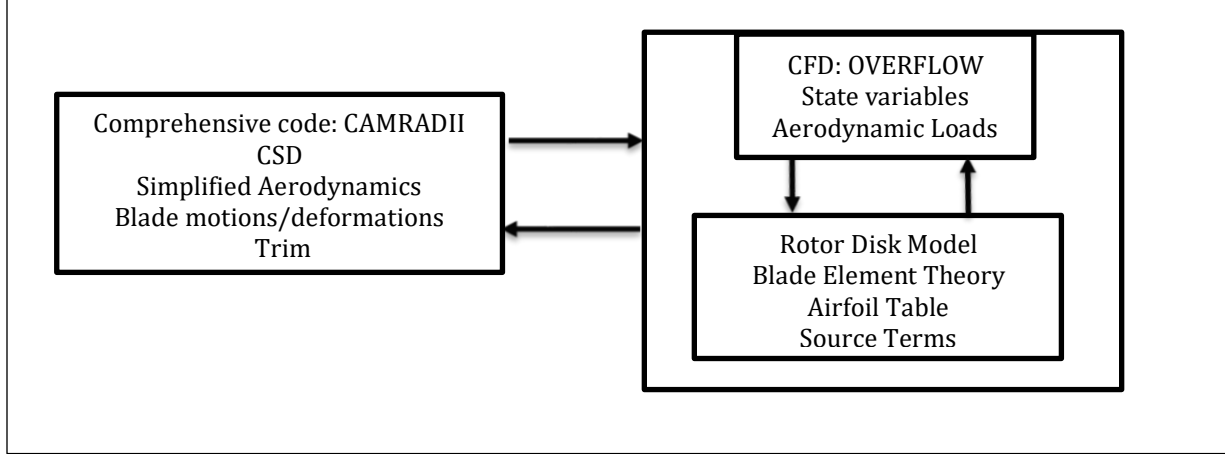 Comprehensive code: CAMRADII
CSD
Simplified Aerodynamics
Blade motions/deformations
Trim
CFD: OVERFLOW
State variables
Aerodynamic Loads
Rotor Disk Model
Blade Element Theory
Airfoil Table
Source Terms